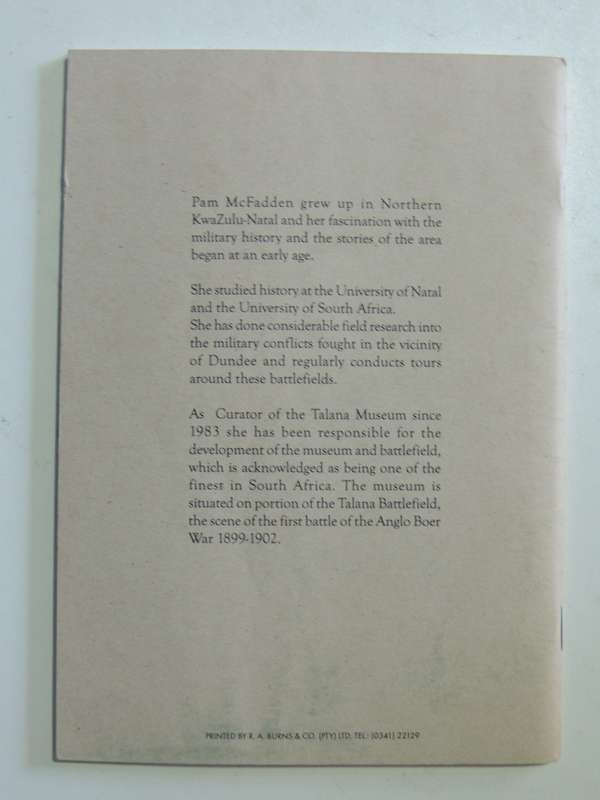 Pam McFadden grew up in Northern
KwaZulu-Natal and her fascination with the
military history and the stories of the area
began at an early age.
She studied history at the University of Natal
and the University of South Africa.
She has done considerable field research into
the military conflicts fought in the vicinity
of Dundee and regularly conducts tours
around these battlefields.
As Curator of the Talana Museum since
1983 she has been responsible for the
development of the museum and battlefield,
which is acknowledged as being one of the
finest in South Africa. The museum is
situated on portion of the Talana Battlefield,
the scene of the first battle of the Anglo Boer
War 1899-1902.
PRINTED BY R. A. BURNS & CO. (PTY) LTD, TEL: (0341) 22129